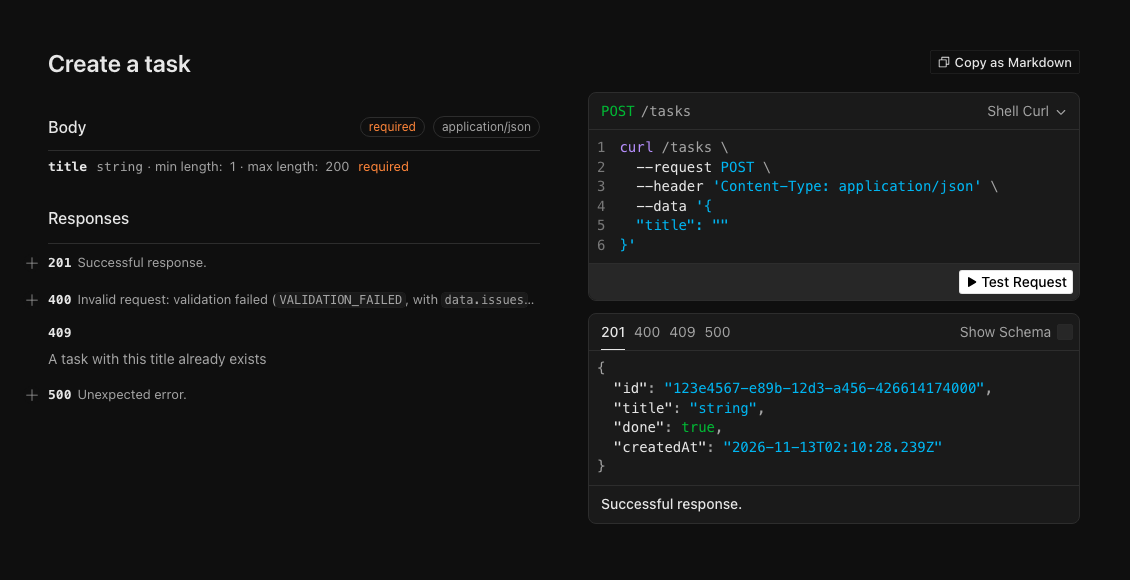 Create a task
Copy as Markdown
Body
required
application/json
title string · min length: 1 · max length: 200 required
Responses
201 Successful response.
400 Invalid request: validation failed (VALIDATION_FAILED, with data.issues…
409
A task with this title already exists
500 Unexpected error.
POST /tasks
Shell Curl
1 curl /tasks \
2   --request POST \
3   --header 'Content-Type: application/json' \
4   --data '{
5   "title": ""
6 }'
Test Request
201 400 409 500
Show Schema
{
  "id": "123e4567-e89b-12d3-a456-426614174000",
  "title": "string",
  "done": true,
  "createdAt": "2026-11-13T02:10:28.239Z"
}
Successful response.